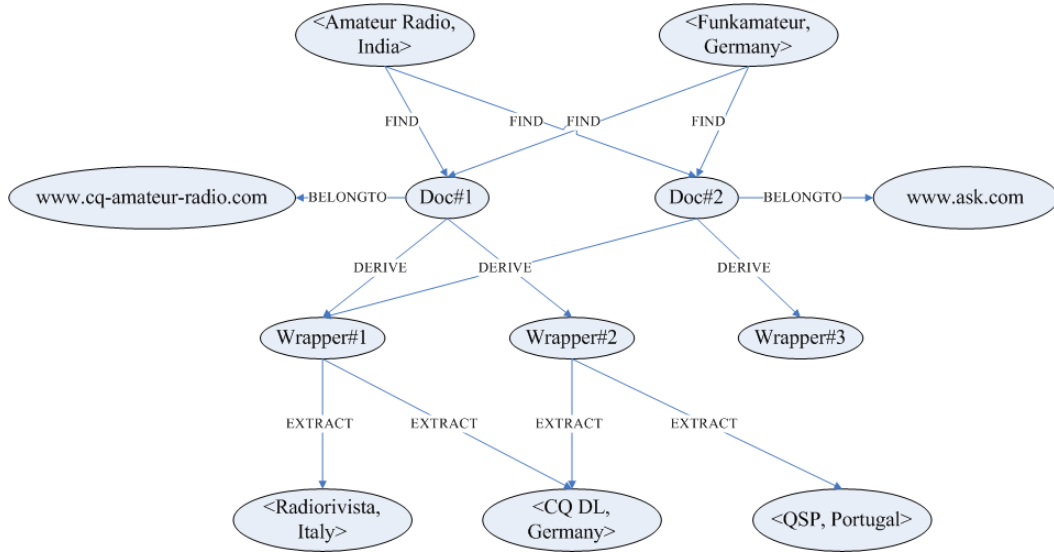 <Amateur Radio,
India>
<Funkamateur,
Germany>
FIND
FIND
FIND
FIND
www.cq-amateur-radio.com
BELONGTO
Doc#1
Doc#2
BELONGTO
www.ask.com
DERIVE
DERIVE
DERIVE
Wrapper#1
Wrapper#2
Wrapper#3
EXTRACT
EXTRACT
EXTRACT
EXTRACT
<Radiorivista,
Italy>
<CQ DL,
Germany>
<QSP, Portugal>